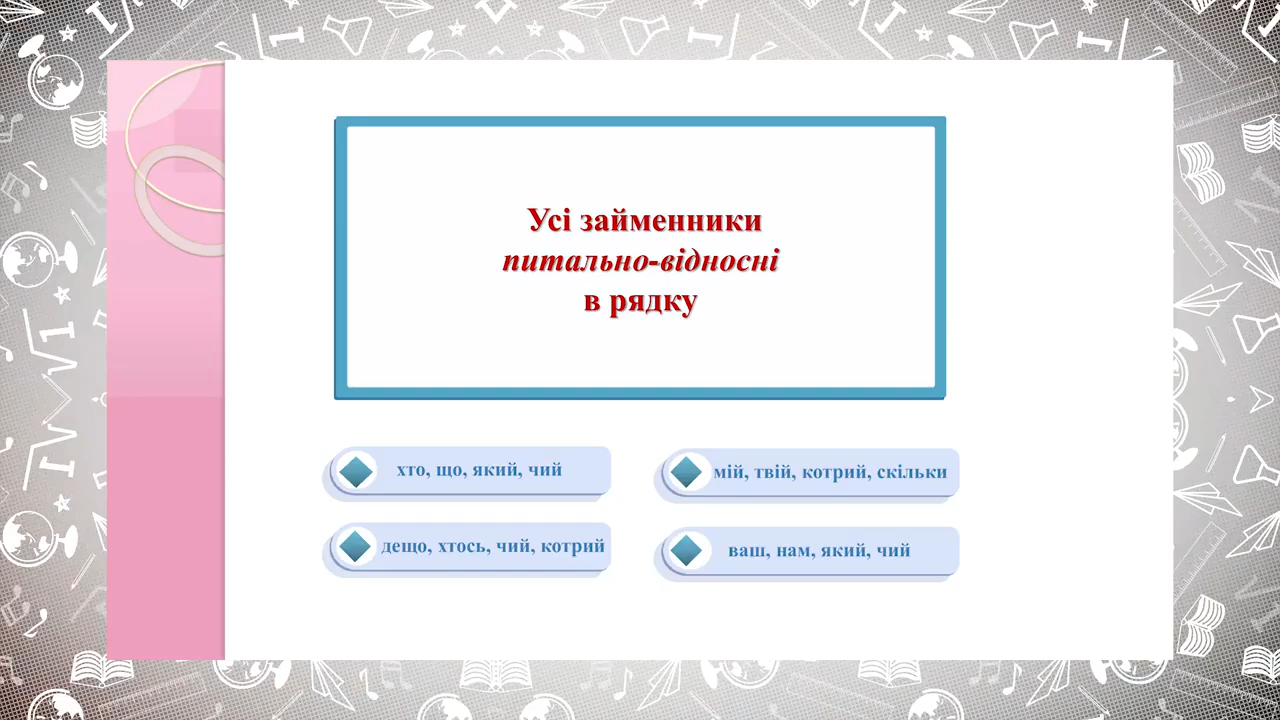 Усі займенники
питально-відносні
в рядку
хто, що, який, чий
мій, твій, котрий, скільки
дещо, хтось, чий, котрий
ваш, нам, який, чий